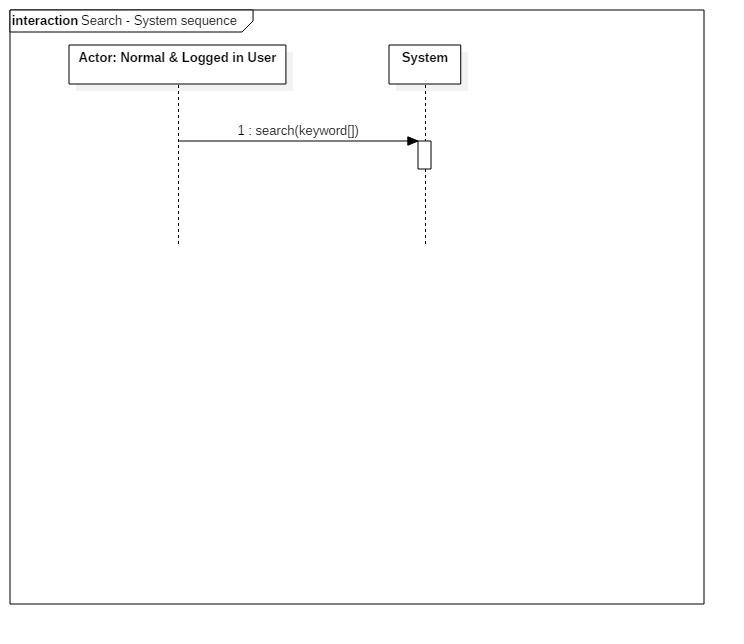 interaction Search - System sequence
Actor: Normal & Logged in User
System
1 : search(keyword[])